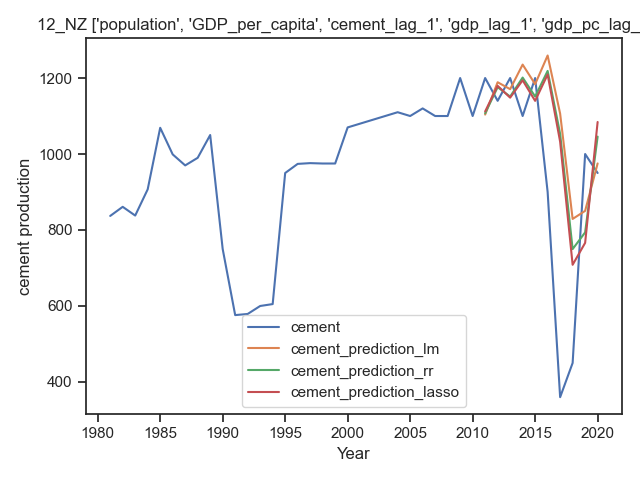 12_NZ ['population', 'GDP_per_capita', 'cement_lag_1', 'gdp_lag_1', 'gdp_pc_lag_
cement production
1200
1000
800
600
400
cement
cement_prediction_lm
cement_prediction_rr
cement_prediction_lasso
1980 1985 1990 1995 2000 2005 2010 2015 2020
Year